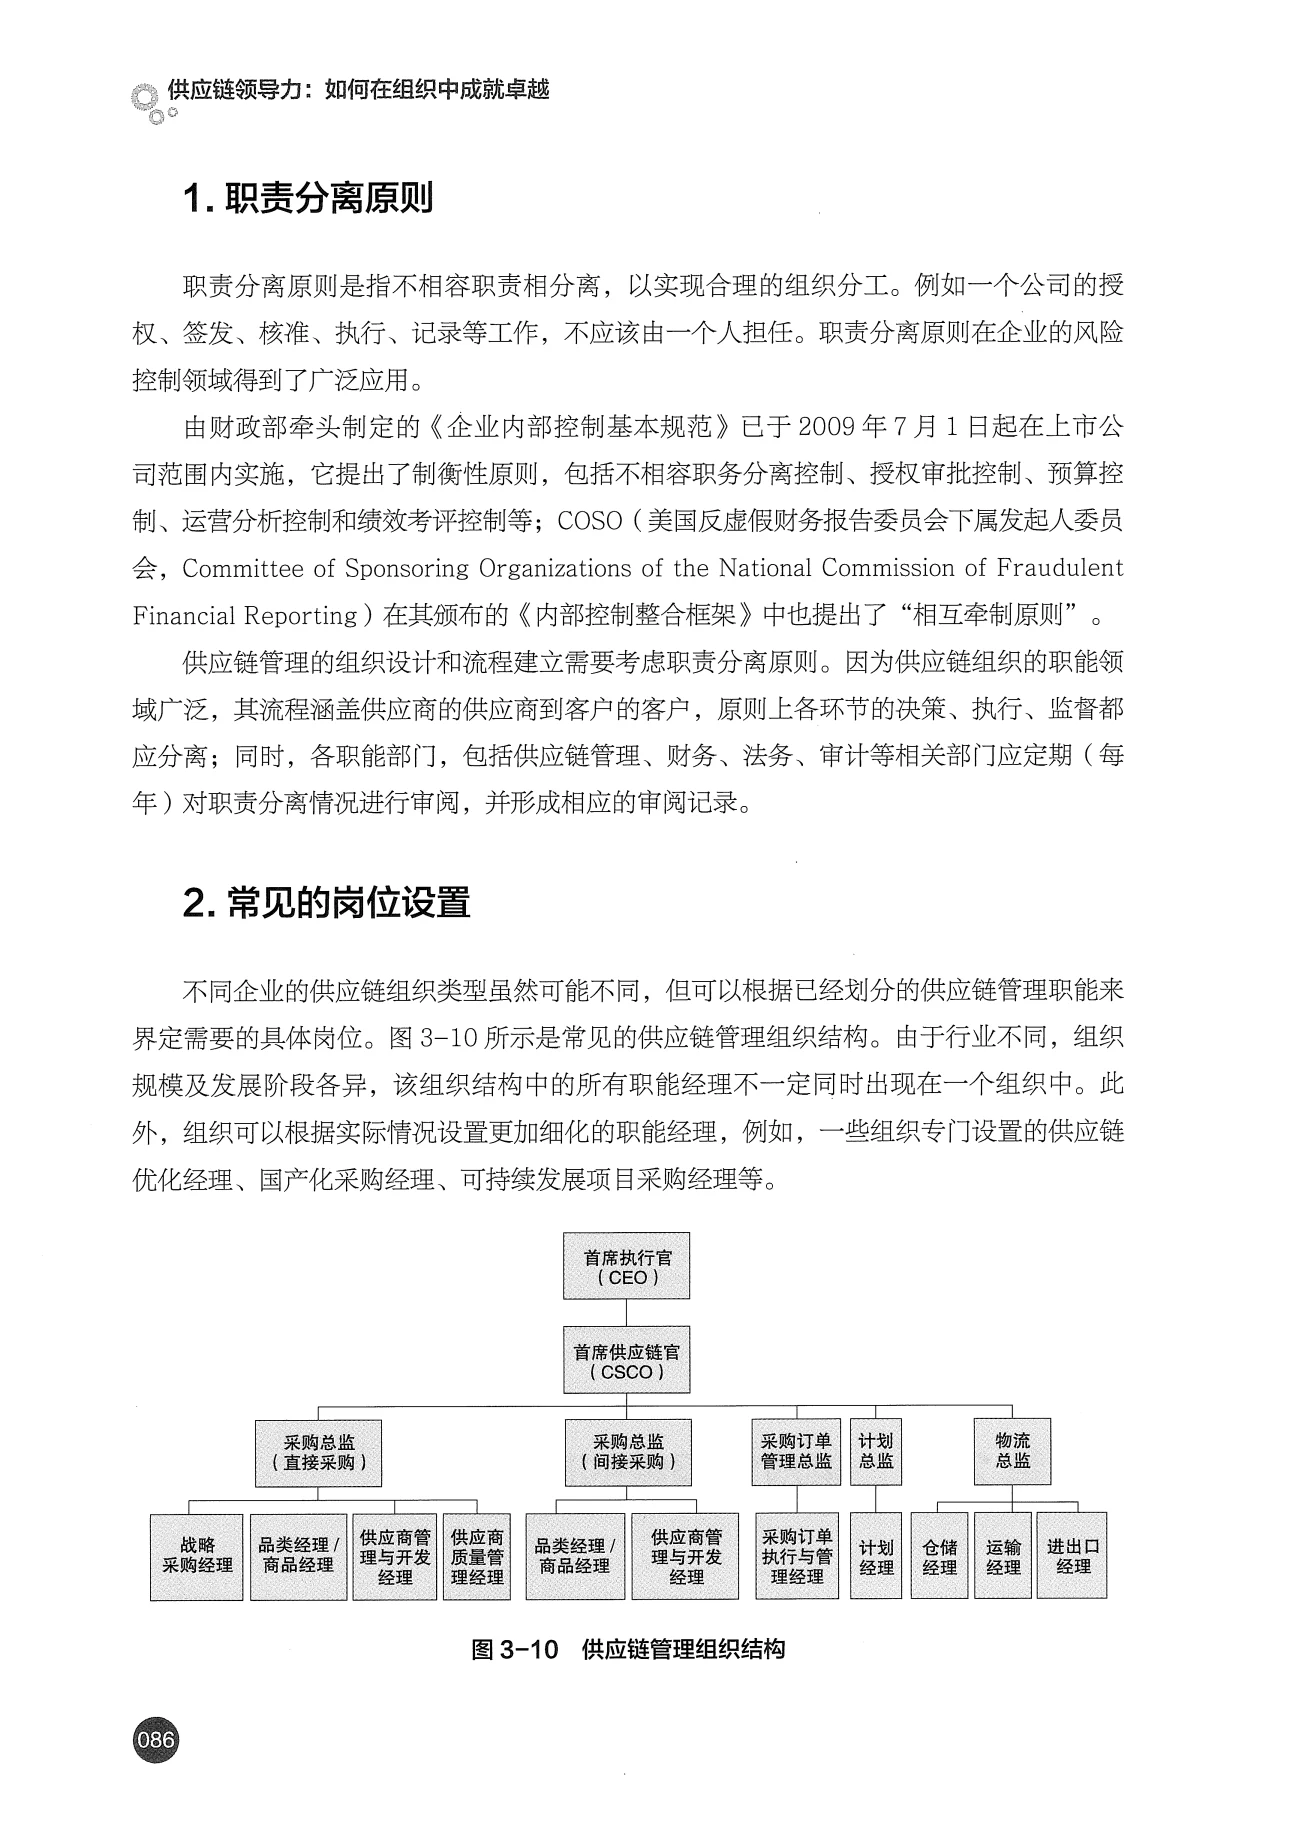 供应链领导力：如何在组织中成就卓越
1. 职责分离原则
职责分离原则是指不相容职责相分离，以实现合理的组织分工。例如一个公司的授
权、签发、核准、执行、记录等工作，不应该由一个人担任。职责分离原则在企业的风险
控制领域得到了广泛应用。
由财政部牵头制定的《企业内部控制基本规范》已于 2009 年 7 月 1 日起在上市公
司范围内实施，它提出了制衡性原则，包括不相容职务分离控制、授权审批控制、预算控
制、运营分析控制和绩效考评控制等；COSO（美国反虚假财务报告委员会下属发起人委员
会，Committee of Sponsoring Organizations of the National Commission of Fraudulent
Financial Reporting）在其颁布的《内部控制整合框架》中也提出了“相互牵制原则”。
供应链管理的组织设计和流程建立需要考虑职责分离原则。因为供应链组织的职能领
域广泛，其流程涵盖供应商的供应商到客户的客户，原则上各环节的决策、执行、监督都
应分离；同时，各职能部门，包括供应链管理、财务、法务、审计等相关部门应定期（每
年）对职责分离情况进行审阅，并形成相应的审阅记录。
2. 常见的岗位设置
不同企业的供应链组织类型虽然可能不同，但可以根据已经划分的供应链管理职能来
界定需要的具体岗位。图 3-10 所示是常见的供应链管理组织结构。由于行业不同，组织
规模及发展阶段各异，该组织结构中的所有职能经理不一定同时出现在一个组织中。此
外，组织可以根据实际情况设置更加细化的职能经理，例如，一些组织专门设置的供应链
优化经理、国产化采购经理、可持续发展项目采购经理等。
首席执行官
（CEO）
首席供应链官
（CSCO）
采购总监
（直接采购）
采购总监
（间接采购）
采购订单
管理总监
计划
总监
物流
总监
战略
采购经理
品类经理/
商品经理
供应商管
理与开发
经理
供应商
质量管
理经理
品类经理/
商品经理
供应商管
理与开发
经理
采购订单
执行与管
理经理
计划
经理
仓储
经理
运输
经理
进出口
经理
图 3-10 供应链管理组织结构
086